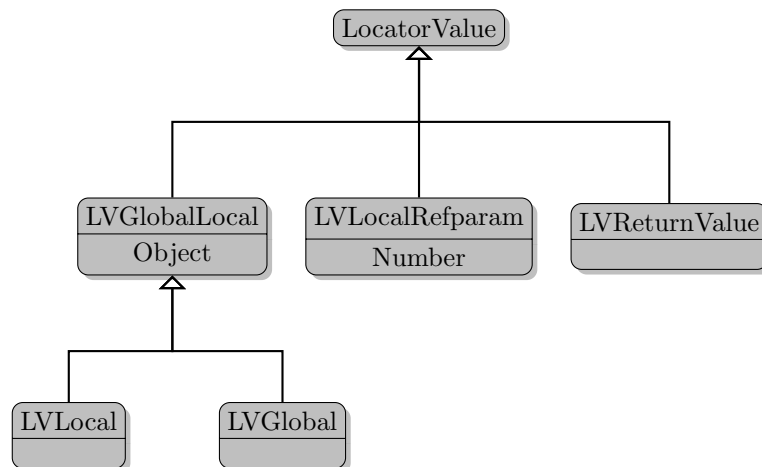 LocatorValue
LVGlobalLocal
Object
LVLocalRefparam
Number
LVReturnValue
LVLocal
LVGlobal